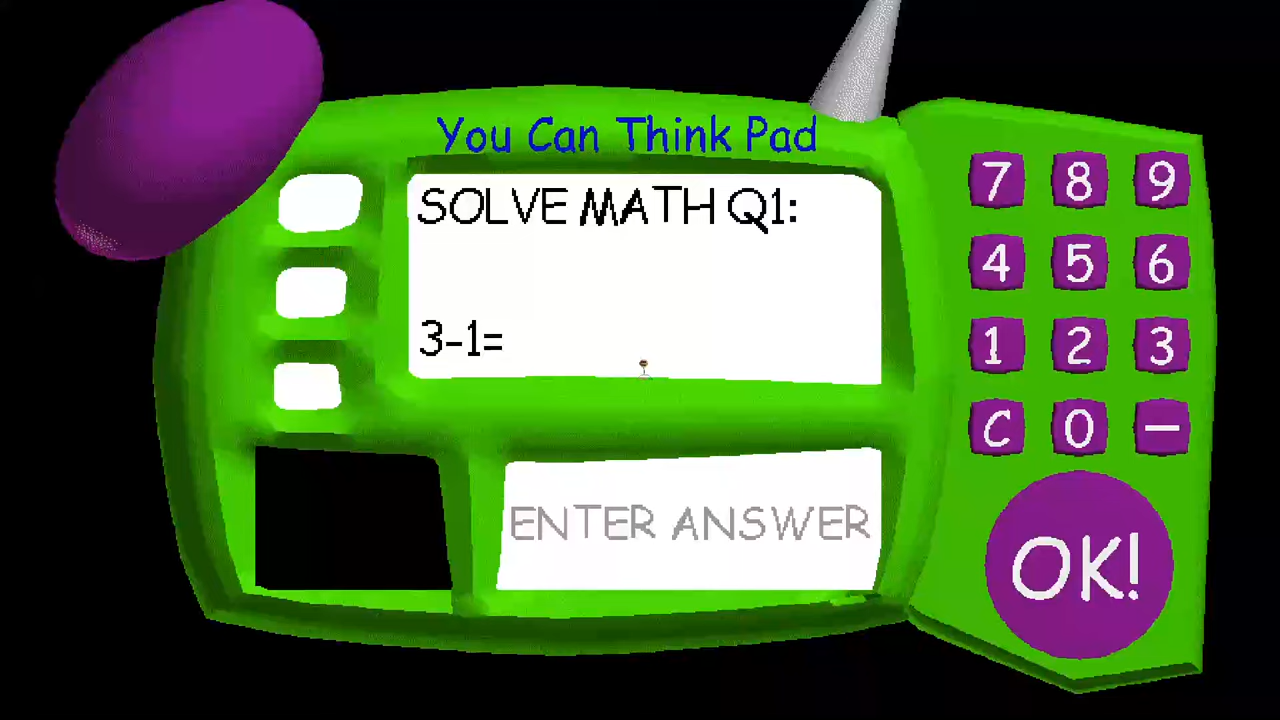 You Can Think Pad
SOLVE MATH Q1:
3-1=
ENTER ANSWER
7 8 9
4 5 6
1 2 3
C 0 −
OK!